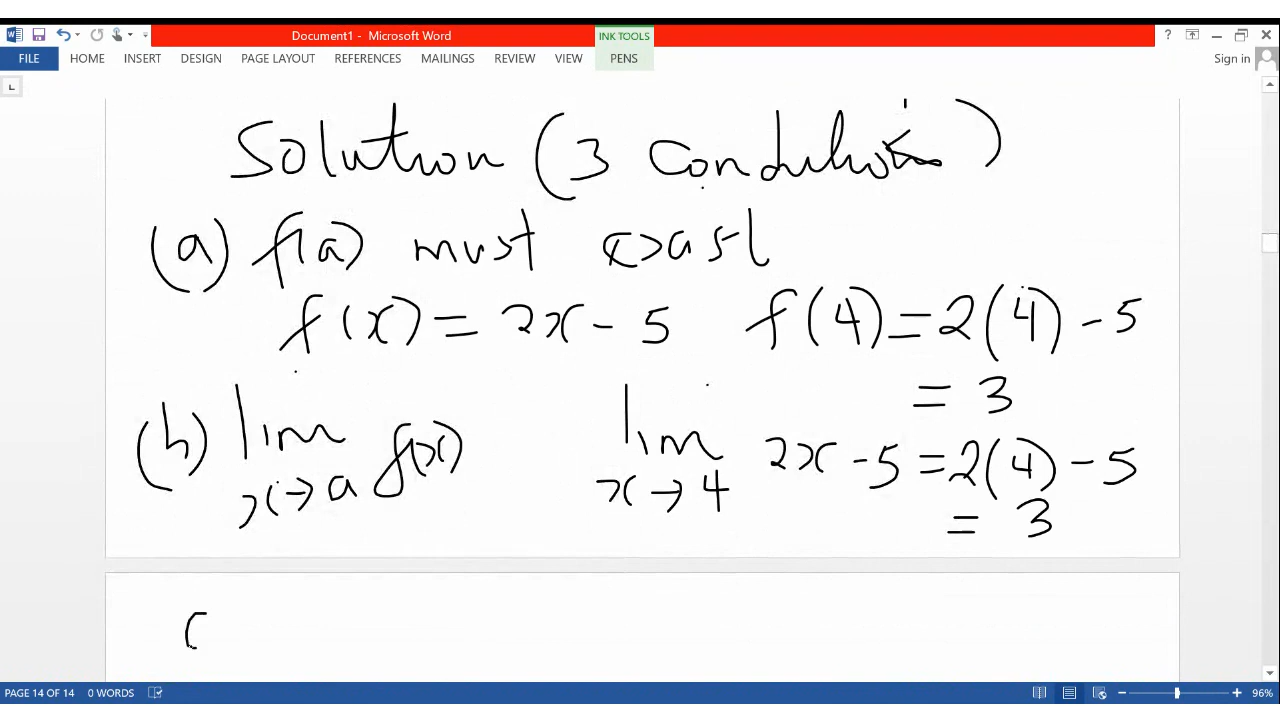 Document1 - Microsoft Word
INK TOOLS
?
FILE HOME INSERT DESIGN PAGE LAYOUT REFERENCES MAILINGS REVIEW VIEW PENS
Sign in
Solution (3 Conditions)
(a) f(a) must exist
f(x) = 2x - 5 f(4) = 2(4) - 5
= 3
(b) lim x→a f(x) lim x→4 2x - 5 = 2(4) - 5
= 3
(
PAGE 14 OF 14 0 WORDS
96%